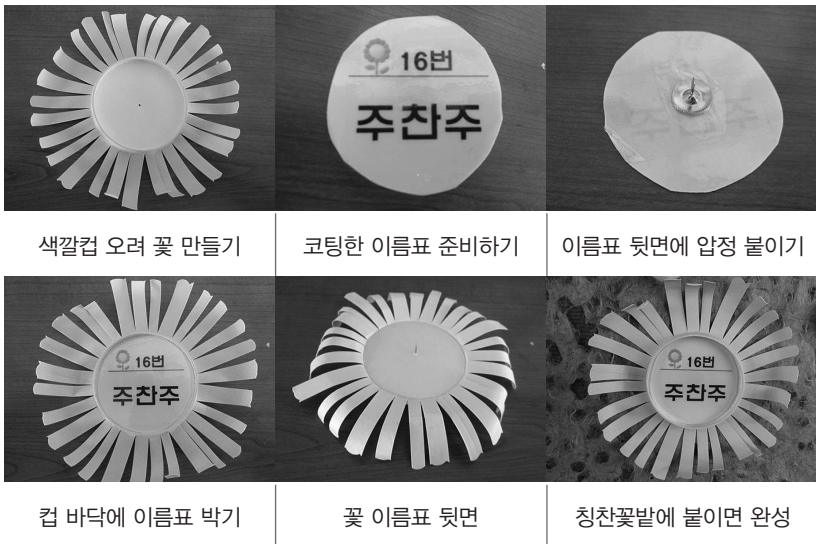 16번
주찬주
색깔컵 오려 꽃 만들기
코팅한 이름표 준비하기
이름표 뒷면에 압정 붙이기
16번
주찬주
16번
주찬주
컵 바닥에 이름표 박기
꽃 이름표 뒷면
칭찬꽃밭에 붙이면 완성